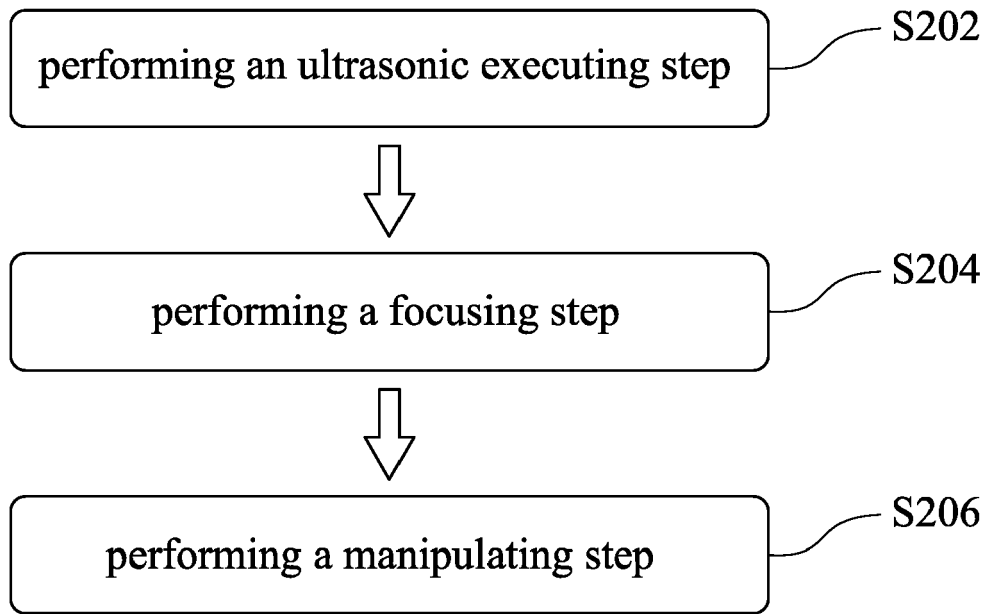 performing an ultrasonic executing step
S202
performing a focusing step
S204
performing a manipulating step
S206